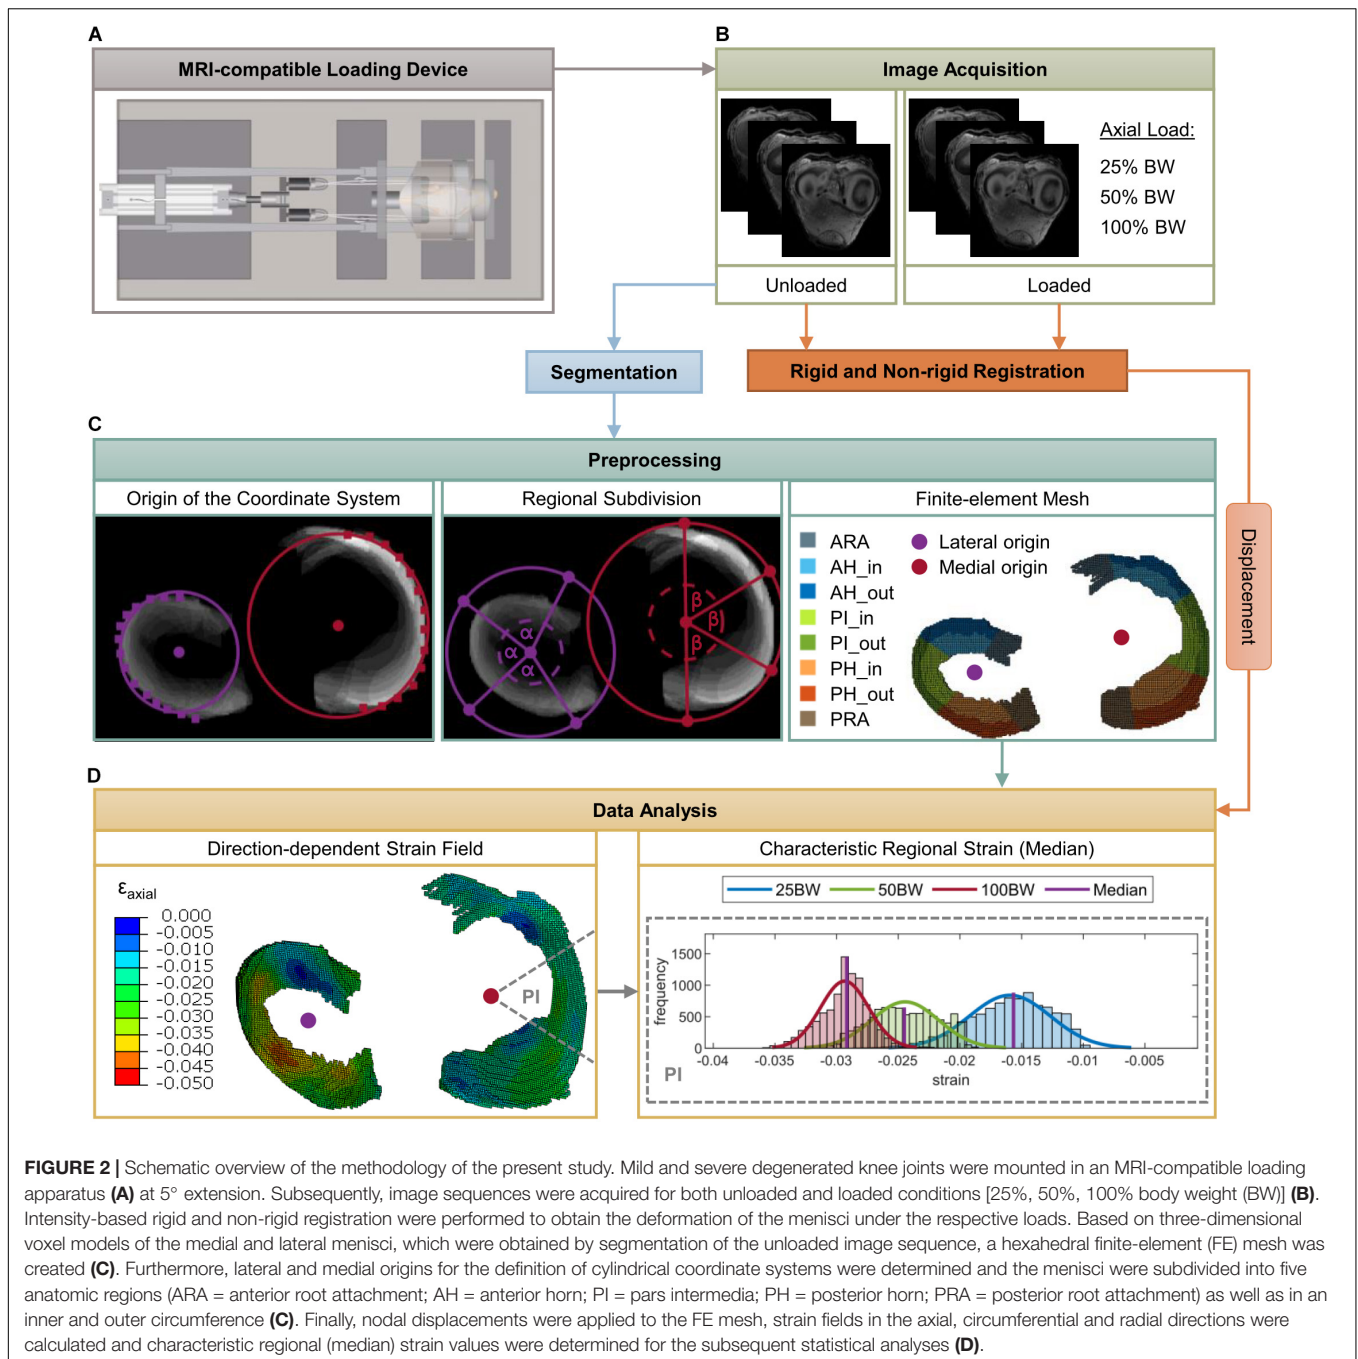 A
MRI-compatible Loading Device
B
Image Acquisition
Axial Load:
25% BW
50% BW
100% BW
Unloaded
Loaded
Segmentation
Rigid and Non-rigid Registration
Displacement
C
Preprocessing
Origin of the Coordinate System
Regional Subdivision
α
α
α
β
β
β
Finite-element Mesh
ARA
AH_in
AH_out
PI_in
PI_out
PH_in
PH_out
PRA
Lateral origin
Medial origin
D
Data Analysis
Direction-dependent Strain Field
εaxial
0.000
-0.005
-0.010
-0.015
-0.020
-0.025
-0.030
-0.035
-0.040
-0.045
-0.050
PI
Characteristic Regional Strain (Median)
25BW 50BW 100BW Median
frequency
1500
1000
500
0
-0.04 -0.035 -0.03 -0.025 -0.02 -0.015 -0.01 -0.005
strain
PI
FIGURE 2 | Schematic overview of the methodology of the present study. Mild and severe degenerated knee joints were mounted in an MRI-compatible loading
apparatus (A) at 5° extension. Subsequently, image sequences were acquired for both unloaded and loaded conditions [25%, 50%, 100% body weight (BW)] (B).
Intensity-based rigid and non-rigid registration were performed to obtain the deformation of the menisci under the respective loads. Based on three-dimensional
voxel models of the medial and lateral menisci, which were obtained by segmentation of the unloaded image sequence, a hexahedral finite-element (FE) mesh was
created (C). Furthermore, lateral and medial origins for the definition of cylindrical coordinate systems were determined and the menisci were subdivided into five
anatomic regions (ARA = anterior root attachment; AH = anterior horn; PI = pars intermedia; PH = posterior horn; PRA = posterior root attachment) as well as in an
inner and outer circumference (C). Finally, nodal displacements were applied to the FE mesh, strain fields in the axial, circumferential and radial directions were
calculated and characteristic regional (median) strain values were determined for the subsequent statistical analyses (D).